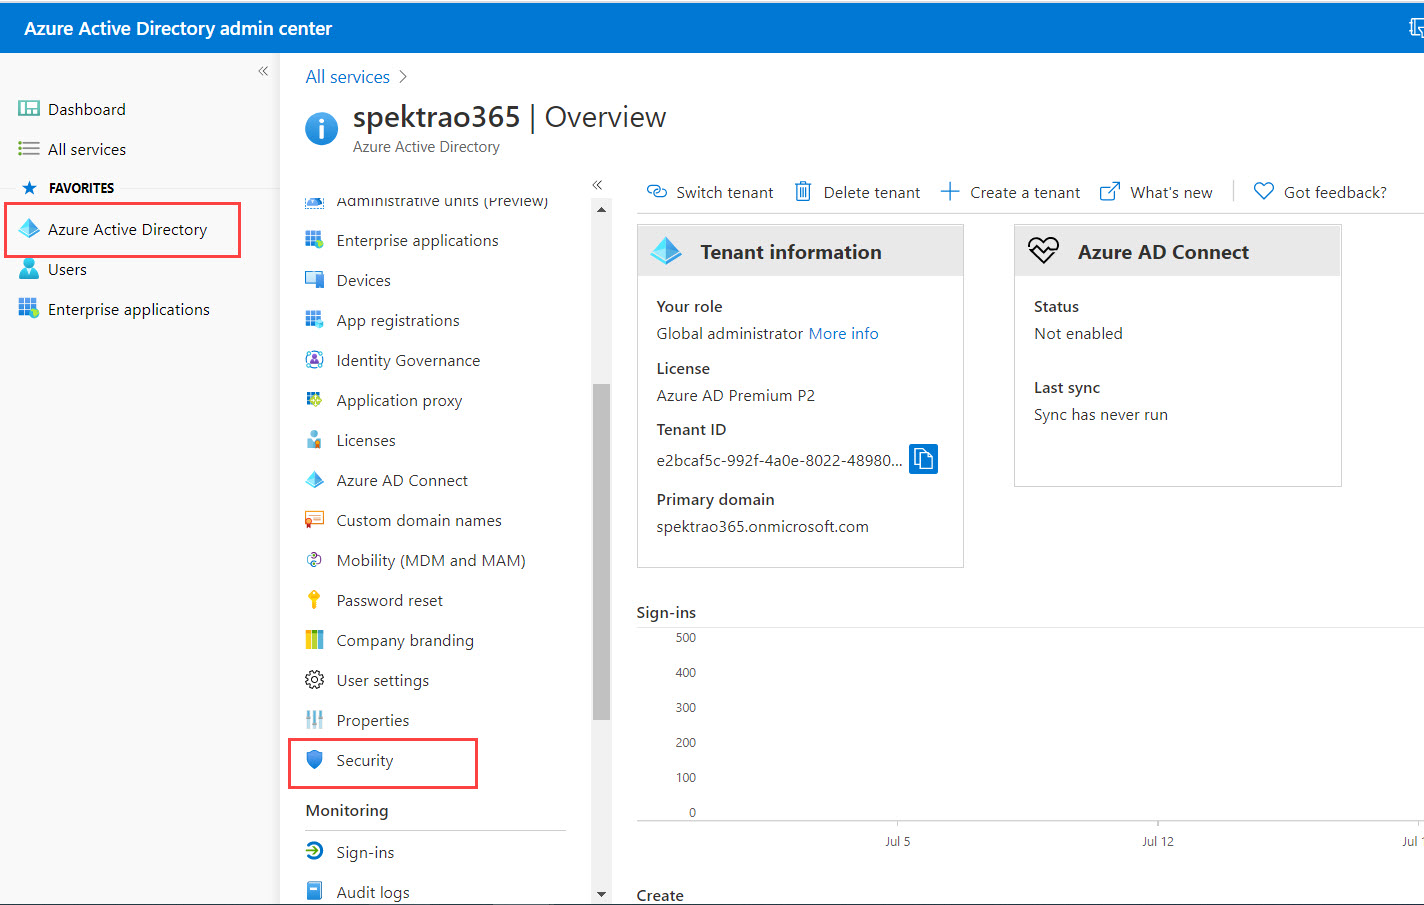 Azure Active Directory admin center
Dashboard
All services
FAVORITES
Azure Active Directory
Users
Enterprise applications
All services
spektrao365 | Overview
Azure Active Directory
Administrative units (Preview)
Enterprise applications
Devices
App registrations
Identity Governance
Application proxy
Licenses
Azure AD Connect
Custom domain names
Mobility (MDM and MAM)
Password reset
Company branding
User settings
Properties
Security
Monitoring
Sign-ins
Audit logs
Switch tenant
Delete tenant
Create a tenant
What's new
Got feedback?
Tenant information
Your role
Global administrator More info
License
Azure AD Premium P2
Tenant ID
e2bcaf5c-992f-4a0e-8022-48980...
Primary domain
spektrao365.onmicrosoft.com
Azure AD Connect
Status
Not enabled
Last sync
Sync has never run
Sign-ins
500
400
300
200
100
0
Jul 5
Jul 12
Jul
Create